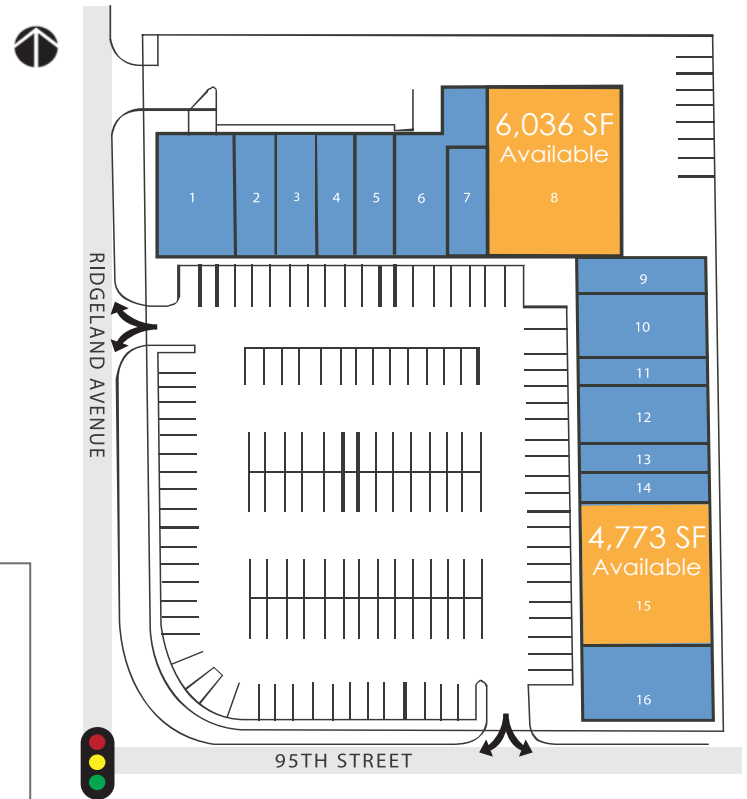 6,036 SF
Available
1
2
3
4
5
6
7
8
9
10
11
12
13
14
4,773 SF
Available
15
16
RIDGELAND AVENUE
95TH STREET